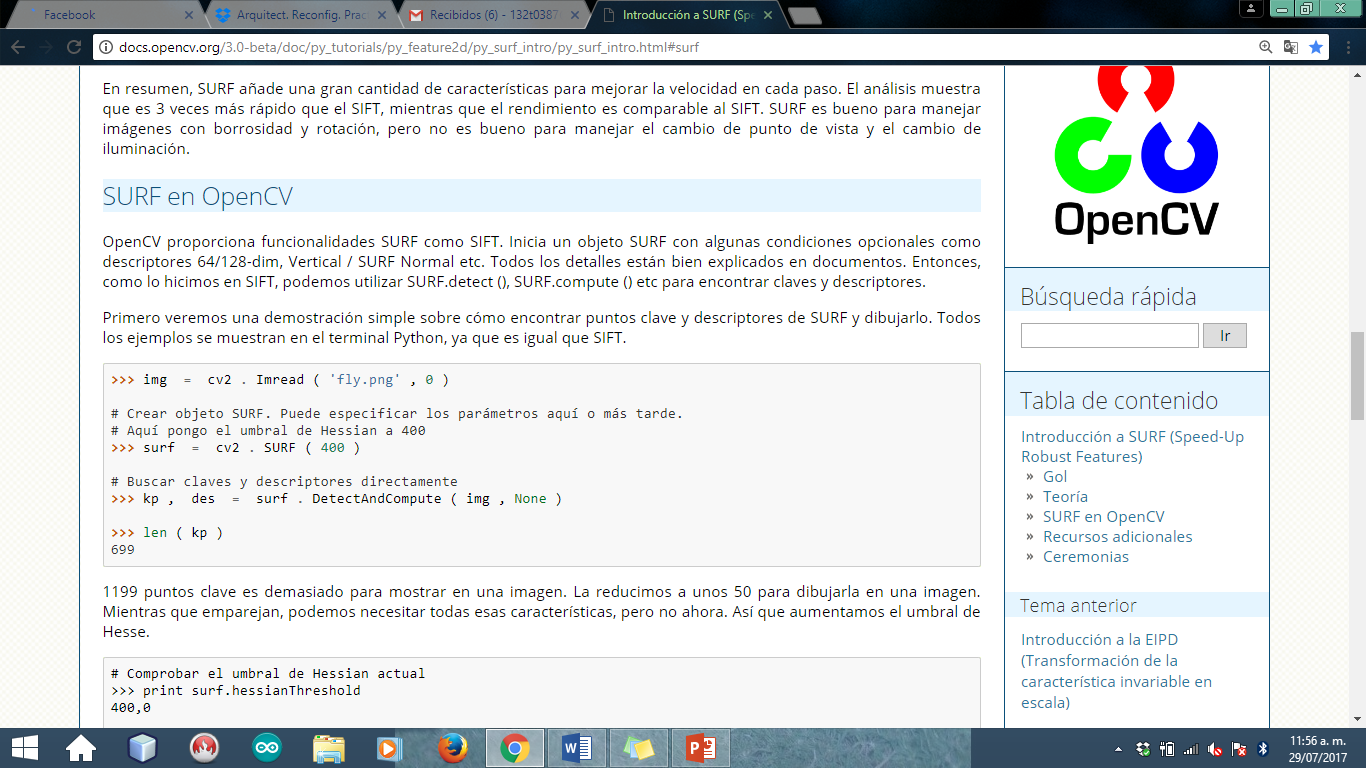 Facebook
Arquitect. Reconfig. Prac
Recibidos (6) - 132t0387
Introducción a SURF (Spe
docs.opencv.org/3.0-beta/doc/py_tutorials/py_feature2d/py_surf_intro/py_surf_intro.html#surf
En resumen, SURF añade una gran cantidad de características para mejorar la velocidad en cada paso. El análisis muestra
que es 3 veces más rápido que el SIFT, mientras que el rendimiento es comparable al SIFT. SURF es bueno para manejar
imágenes con borrosidad y rotación, pero no es bueno para manejar el cambio de punto de vista y el cambio de
iluminación.
SURF en OpenCV
OpenCV proporciona funcionalidades SURF como SIFT. Inicia un objeto SURF con algunas condiciones opcionales como
descriptores 64/128-dim, Vertical / SURF Normal etc. Todos los detalles están bien explicados en documentos. Entonces,
como lo hicimos en SIFT, podemos utilizar SURF.detect (), SURF.compute () etc para encontrar claves y descriptores.
Primero veremos una demostración simple sobre cómo encontrar puntos clave y descriptores de SURF y dibujarlo. Todos
los ejemplos se muestran en el terminal Python, ya que es igual que SIFT.
>>> img = cv2 . Imread ( 'fly.png' , 0 )
# Crear objeto SURF. Puede especificar los parámetros aquí o más tarde.
# Aquí pongo el umbral de Hessian a 400
>>> surf = cv2 . SURF ( 400 )
# Buscar claves y descriptores directamente
>>> kp , des = surf . DetectAndCompute ( img , None )
>>> len ( kp )
699
1199 puntos clave es demasiado para mostrar en una imagen. La reducimos a unos 50 para dibujarla en una imagen.
Mientras que emparejan, podemos necesitar todas esas características, pero no ahora. Así que aumentamos el umbral de
Hesse.
# Comprobar el umbral de Hessian actual
>>> print surf.hessianThreshold
400,0
OpenCV
Búsqueda rápida
Ir
Tabla de contenido
Introducción a SURF (Speed-Up
Robust Features)
» Gol
» Teoría
» SURF en OpenCV
» Recursos adicionales
» Ceremonias
Tema anterior
Introducción a la EIPD
(Transformación de la
característica invariable en
escala)
11:56 a. m.
29/07/2017